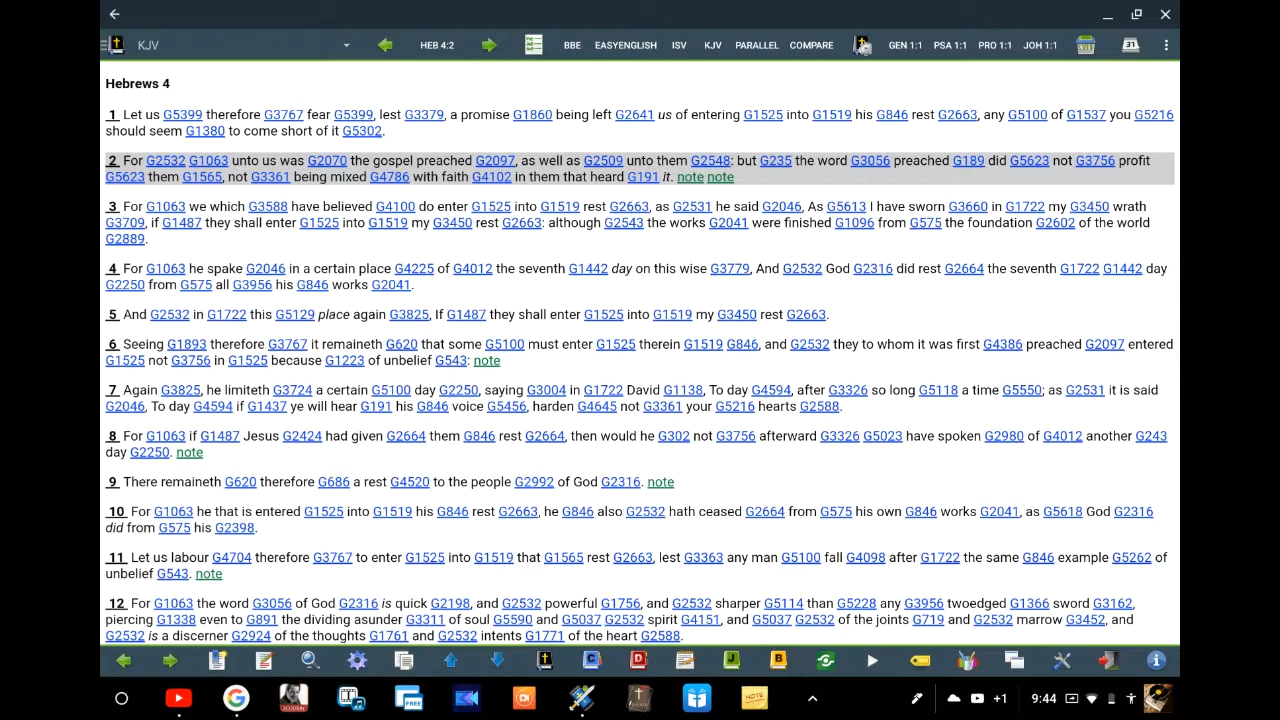 KJV HEB 4:2 BBE EASYENGLISH ISV KJV PARALLEL COMPARE GEN 1:1 PSA 1:1 PRO 1:1 JOH 1:1 31
Hebrews 4
1 Let us G5399 therefore G3767 fear G5399, lest G3379, a promise G1860 being left G2641 us of entering G1525 into G1519 his G846 rest G2663, any G5100 of G1537 you G5216
should seem G1380 to come short of it G5302.
2 For G2532 G1063 unto us was G2070 the gospel preached G2097, as well as G2509 unto them G2548: but G235 the word G3056 preached G189 did G5623 not G3756 profit
G5623 them G1565, not G3361 being mixed G4786 with faith G4102 in them that heard G191 it. note note
3 For G1063 we which G3588 have believed G4100 do enter G1525 into G1519 rest G2663, as G2531 he said G2046, As G5613 I have sworn G3660 in G1722 my G3450 wrath
G3709, if G1487 they shall enter G1525 into G1519 my G3450 rest G2663: although G2543 the works G2041 were finished G1096 from G575 the foundation G2602 of the world
G2889.
4 For G1063 he spake G2046 in a certain place G4225 of G4012 the seventh G1442 day on this wise G3779, And G2532 God G2316 did rest G2664 the seventh G1722 G1442 day
G2250 from G575 all G3956 his G846 works G2041.
5 And G2532 in G1722 this G5129 place again G3825, If G1487 they shall enter G1525 into G1519 my G3450 rest G2663.
6 Seeing G1893 therefore G3767 it remaineth G620 that some G5100 must enter G1525 therein G1519 G846, and G2532 they to whom it was first G4386 preached G2097 entered
G1525 not G3756 in G1525 because G1223 of unbelief G543: note
7 Again G3825, he limiteth G3724 a certain G5100 day G2250, saying G3004 in G1722 David G1138, To day G4594, after G3326 so long G5118 a time G5550; as G2531 it is said
G2046, To day G4594 if G1437 ye will hear G191 his G846 voice G5456, harden G4645 not G3361 your G5216 hearts G2588.
8 For G1063 if G1487 Jesus G2424 had given G2664 them G846 rest G2664, then would he G302 not G3756 afterward G3326 G5023 have spoken G2980 of G4012 another G243
day G2250. note
9 There remaineth G620 therefore G686 a rest G4520 to the people G2992 of God G2316. note
10 For G1063 he that is entered G1525 into G1519 his G846 rest G2663, he G846 also G2532 hath ceased G2664 from G575 his own G846 works G2041, as G5618 God G2316
did from G575 his G2398.
11 Let us labour G4704 therefore G3767 to enter G1525 into G1519 that G1565 rest G2663, lest G3363 any man G5100 fall G4098 after G1722 the same G846 example G5262 of
unbelief G543. note
12 For G1063 the word G3056 of God G2316 is quick G2198, and G2532 powerful G1756, and G2532 sharper G5114 than G5228 any G3956 twoedged G1366 sword G3162,
piercing G1338 even to G891 the dividing asunder G3311 of soul G5590 and G5037 G2532 spirit G4151, and G5037 G2532 of the joints G719 and G2532 marrow G3452, and
G2532 is a discerner G2924 of the thoughts G1761 and G2532 intents G1771 of the heart G2588.
C D J B
SCOURBY FREE NOTE +1 9:44